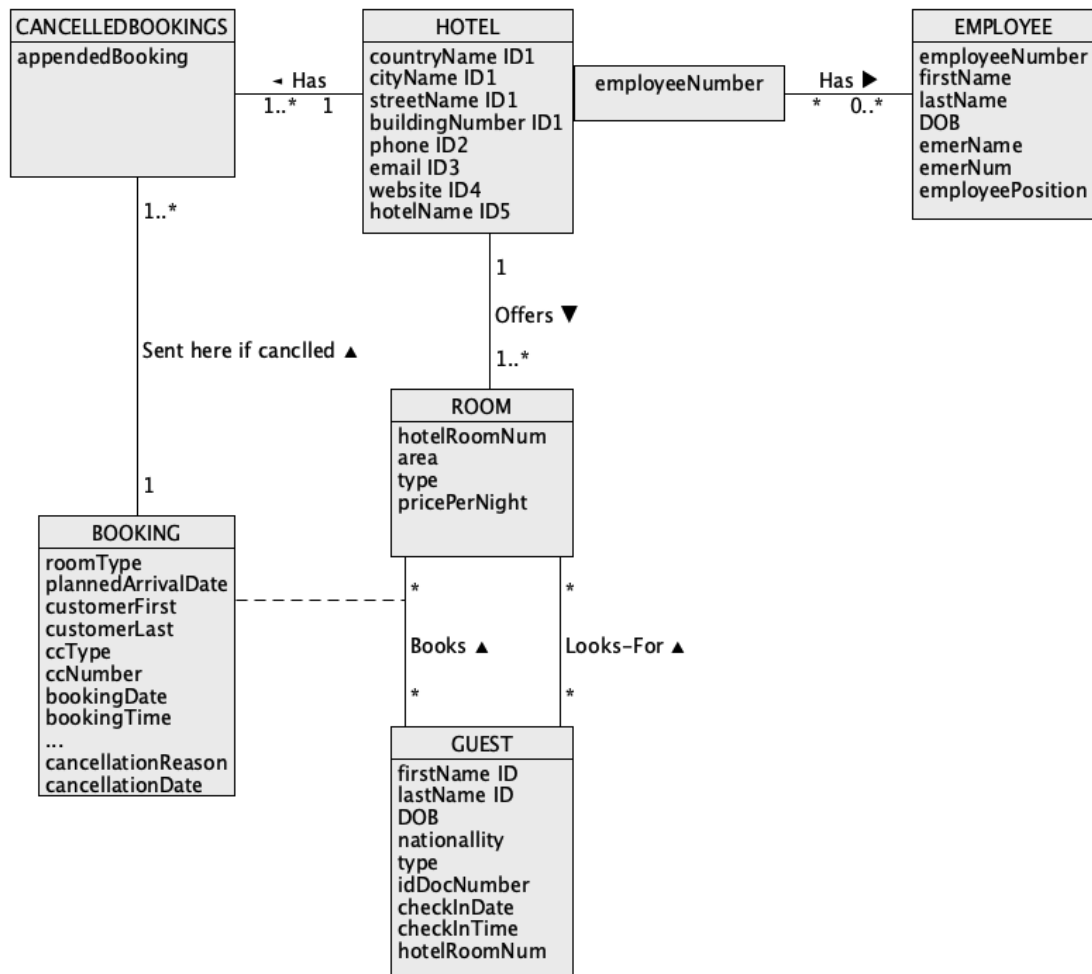 CANCELLEDBOOKINGS
appendedBooking
◄ Has
1..* 1
HOTEL
countryName ID1
cityName ID1
streetName ID1
buildingNumber ID1
phone ID2
email ID3
website ID4
hotelName ID5
employeeNumber
Has ▶
* 0..*
EMPLOYEE
employeeNumber
firstName
lastName
DOB
emerName
emerNum
employeePosition
1..*
Sent here if canclled ▲
1
1
Offers ▼
1..*
ROOM
hotelRoomNum
area
type
pricePerNight
BOOKING
roomType
plannedArrivalDate
customerFirst
customerLast
ccType
ccNumber
bookingDate
bookingTime
...
cancellationReason
cancellationDate
*
Books ▲
*
*
Looks-For ▲
*
GUEST
firstName ID
lastName ID
DOB
nationallity
type
idDocNumber
checkInDate
checkInTime
hotelRoomNum